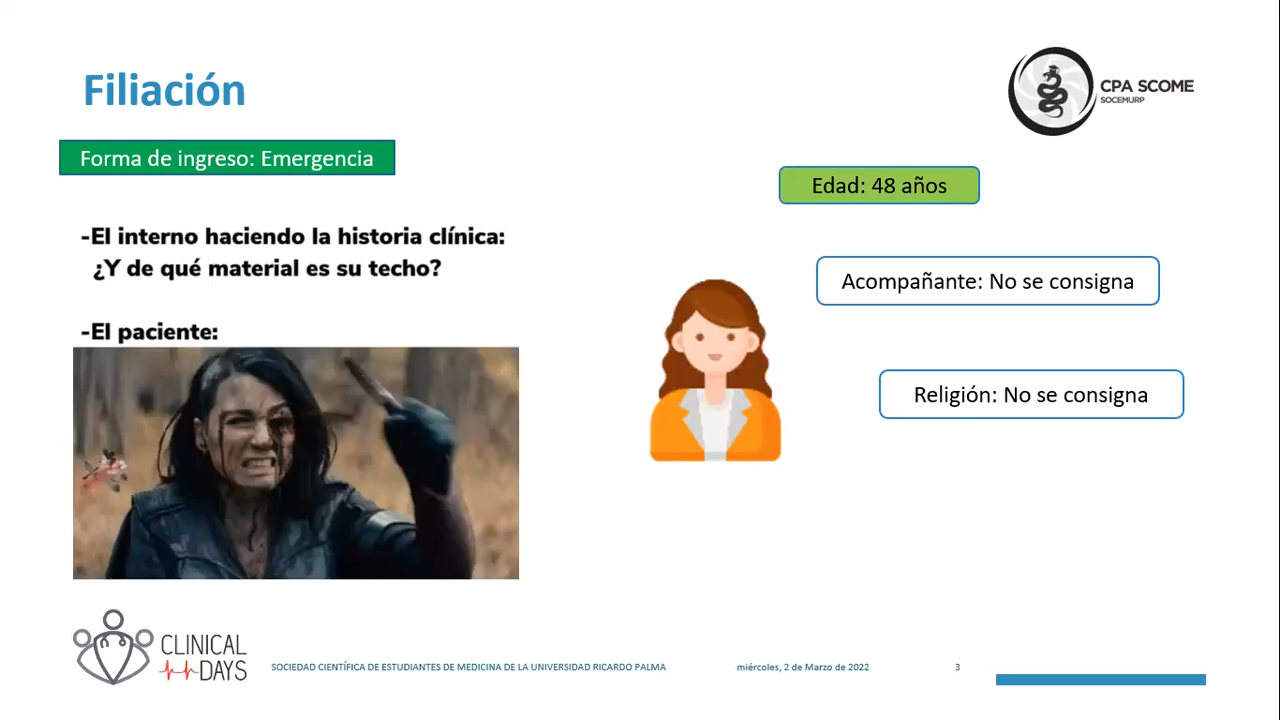 Filiación
CPA SCOME
SOCEMURP
Forma de ingreso: Emergencia
Edad: 48 años
-El interno haciendo la historia clínica:
¿Y de qué material es su techo?
Acompañante: No se consigna
-El paciente:
Religión: No se consigna
CLINICAL
DAYS
SOCIEDAD CIENTÍFICA DE ESTUDIANTES DE MEDICINA DE LA UNIVERSIDAD RICARDO PALMA
miércoles, 2 de Marzo de 2022
3